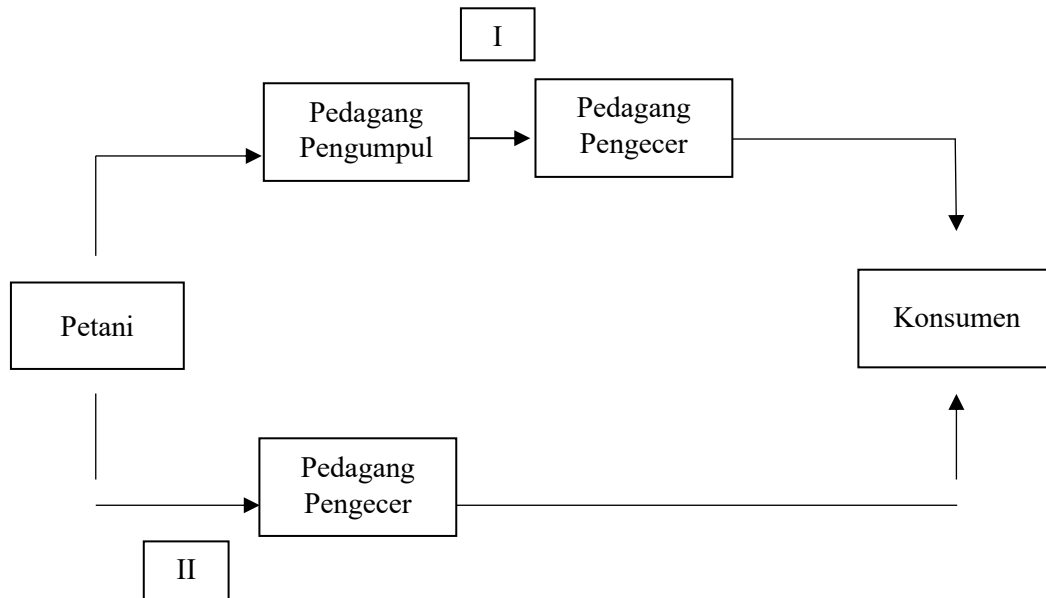 I
Pedagang
Pengumpul
Pedagang
Pengecer
Petani
Konsumen
Pedagang
Pengecer
II